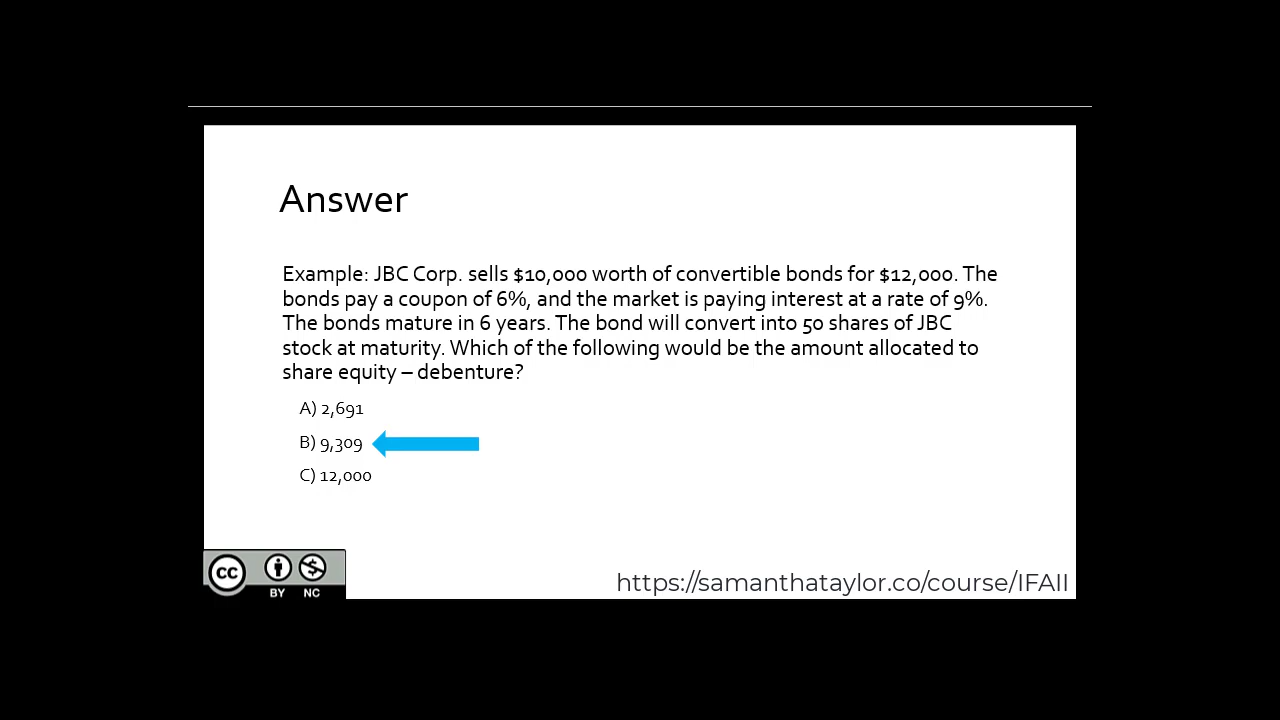 Answer
Example: JBC Corp. sells $10,000 worth of convertible bonds for $12,000. The
bonds pay a coupon of 6%, and the market is paying interest at a rate of 9%.
The bonds mature in 6 years. The bond will convert into 50 shares of JBC
stock at maturity. Which of the following would be the amount allocated to
share equity – debenture?
A) 2,691
B) 9,309
C) 12,000
cc
BY NC
https://samanthataylor.co/course/IFAII